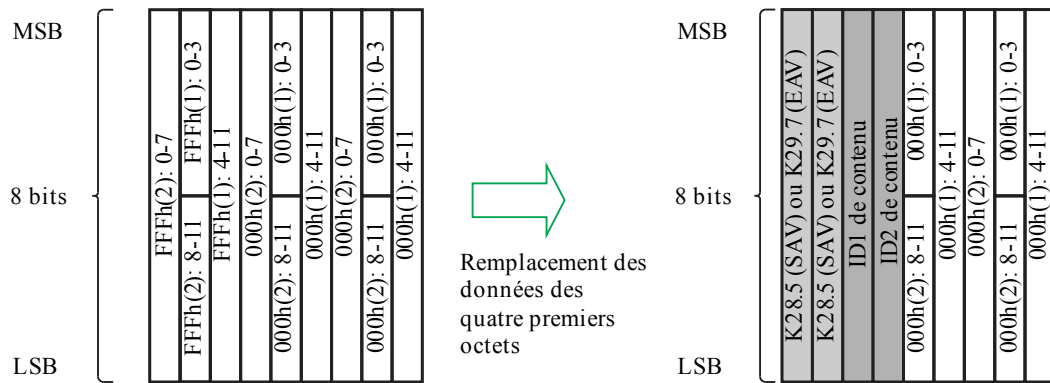 MSB
8 bits
LSB
FFFh(2): 0-7
FFFh(1): 0-3
FFFh(2): 8-11
FFFh(1): 4-11
000h(2): 0-7
000h(1): 0-3
000h(2): 8-11
000h(1): 4-11
000h(2): 0-7
000h(1): 0-3
000h(2): 8-11
000h(1): 4-11
Remplacement des
données des
quatre premiers
octets
MSB
8 bits
LSB
K28.5 (SAV) ou K29.7 (EAV)
K28.5 (SAV) ou K29.7 (EAV)
ID1 de contenu
ID2 de contenu
000h(1): 0-3
000h(2): 8-11
000h(1): 4-11
000h(2): 0-7
000h(1): 0-3
000h(2): 8-11
000h(1): 4-11